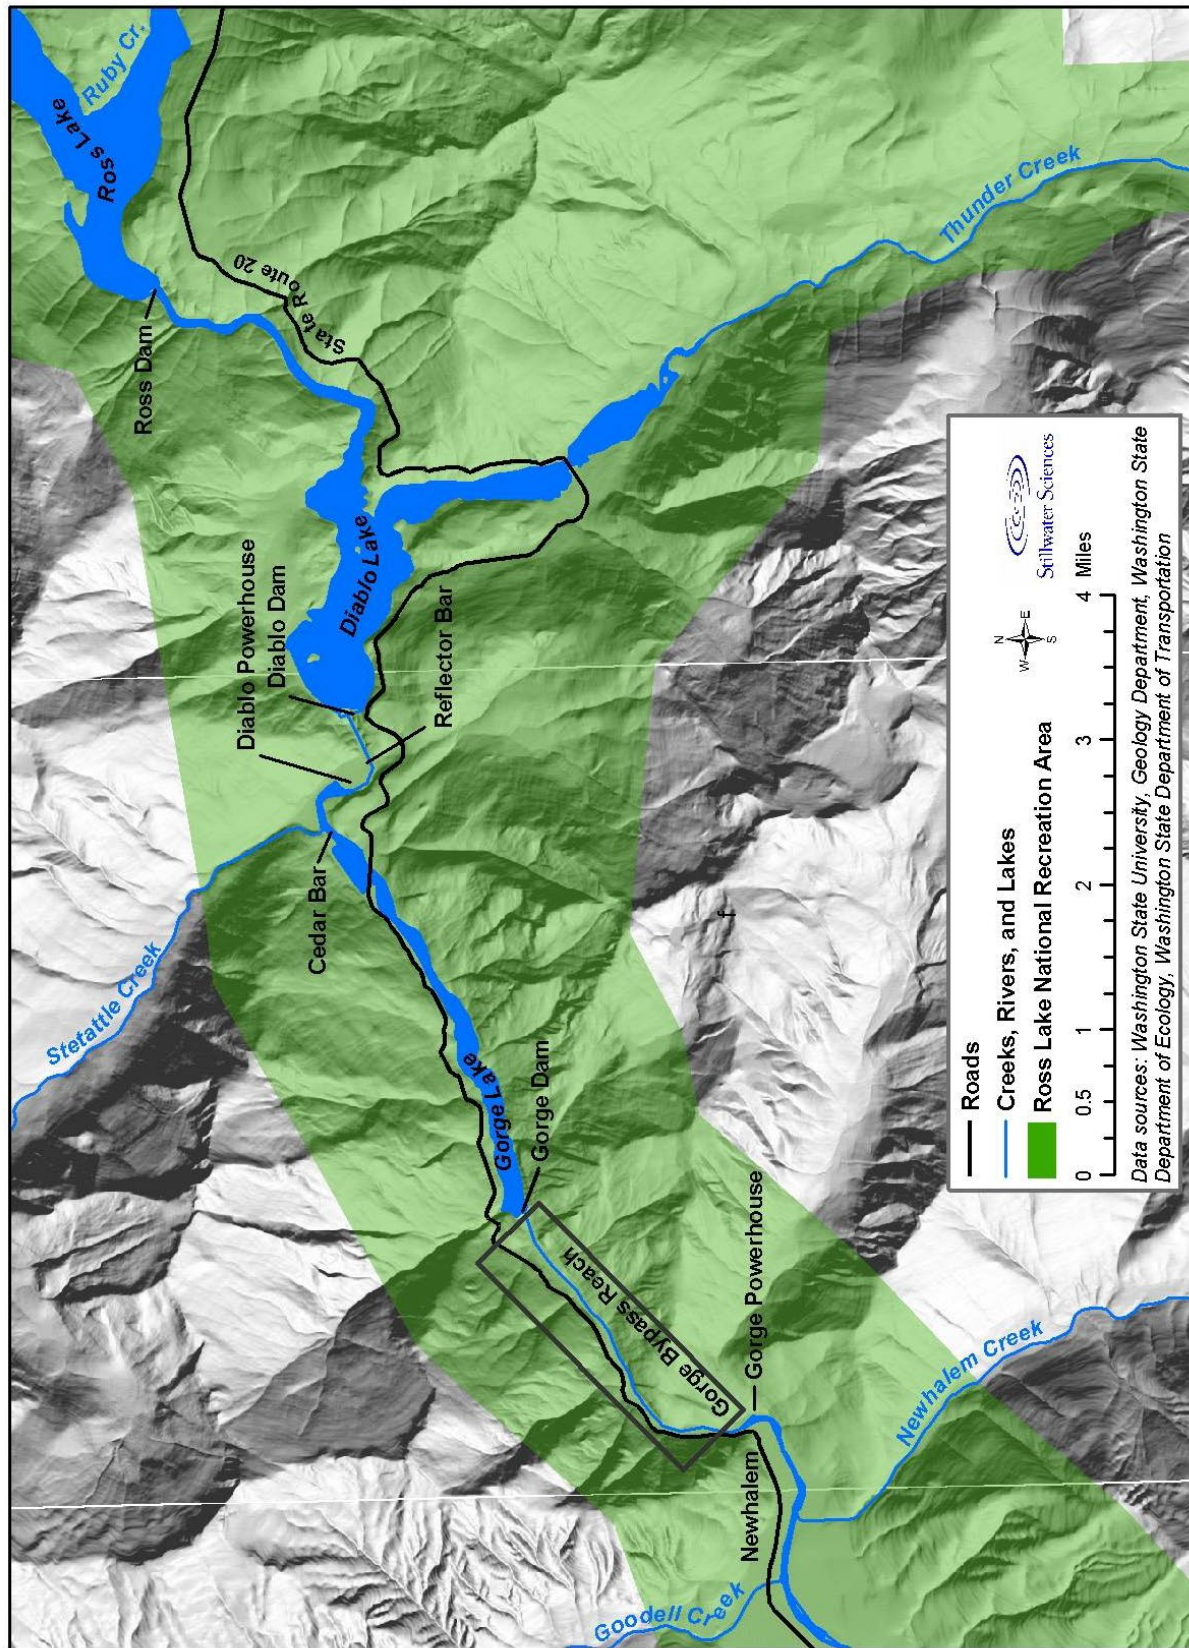 Ruby Cr.
Ross Lake
State Route 20
Ross Dam
Thunder Creek
Diablo Powerhouse
Diablo Dam
Diablo Lake
Reflector Bar
Stetattle Creek
Cedar Bar
Gorge Lake
Gorge Dam
Gorge Bypass Reach
Gorge Powerhouse
Newhalem
Newhalem Creek
Goodell Creek
f
Roads
Creeks, Rivers, and Lakes
Ross Lake National Recreation Area
N
W E
S
Stillwater Sciences
0 0.5 1 2 3 4
Miles
Data sources: Washington State University, Geology Department, Washington State
Department of Ecology, Washington State Department of Transportation